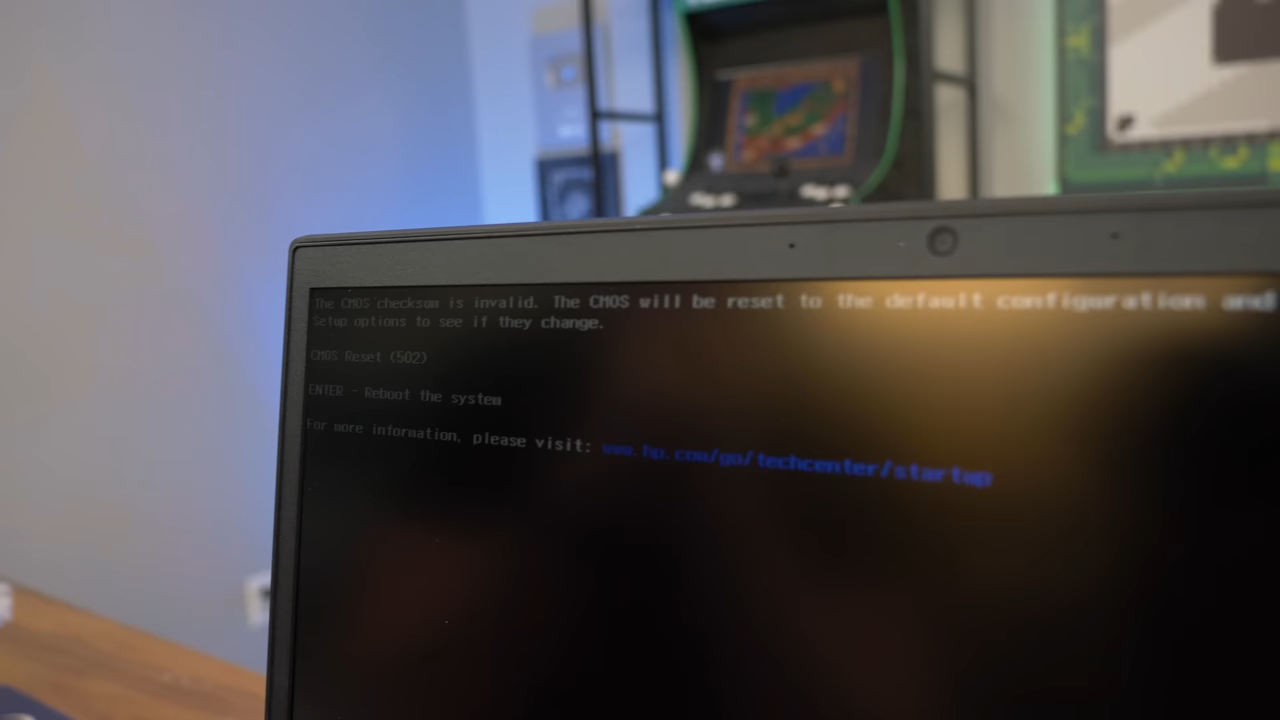 The CMOS checksum is invalid. The CMOS will be reset to the default configuration and
Setup options to see if they change.
CMOS Reset (502)
ENTER - Reboot the system
For more information, please visit: www.hp.com/go/techcenter/startup